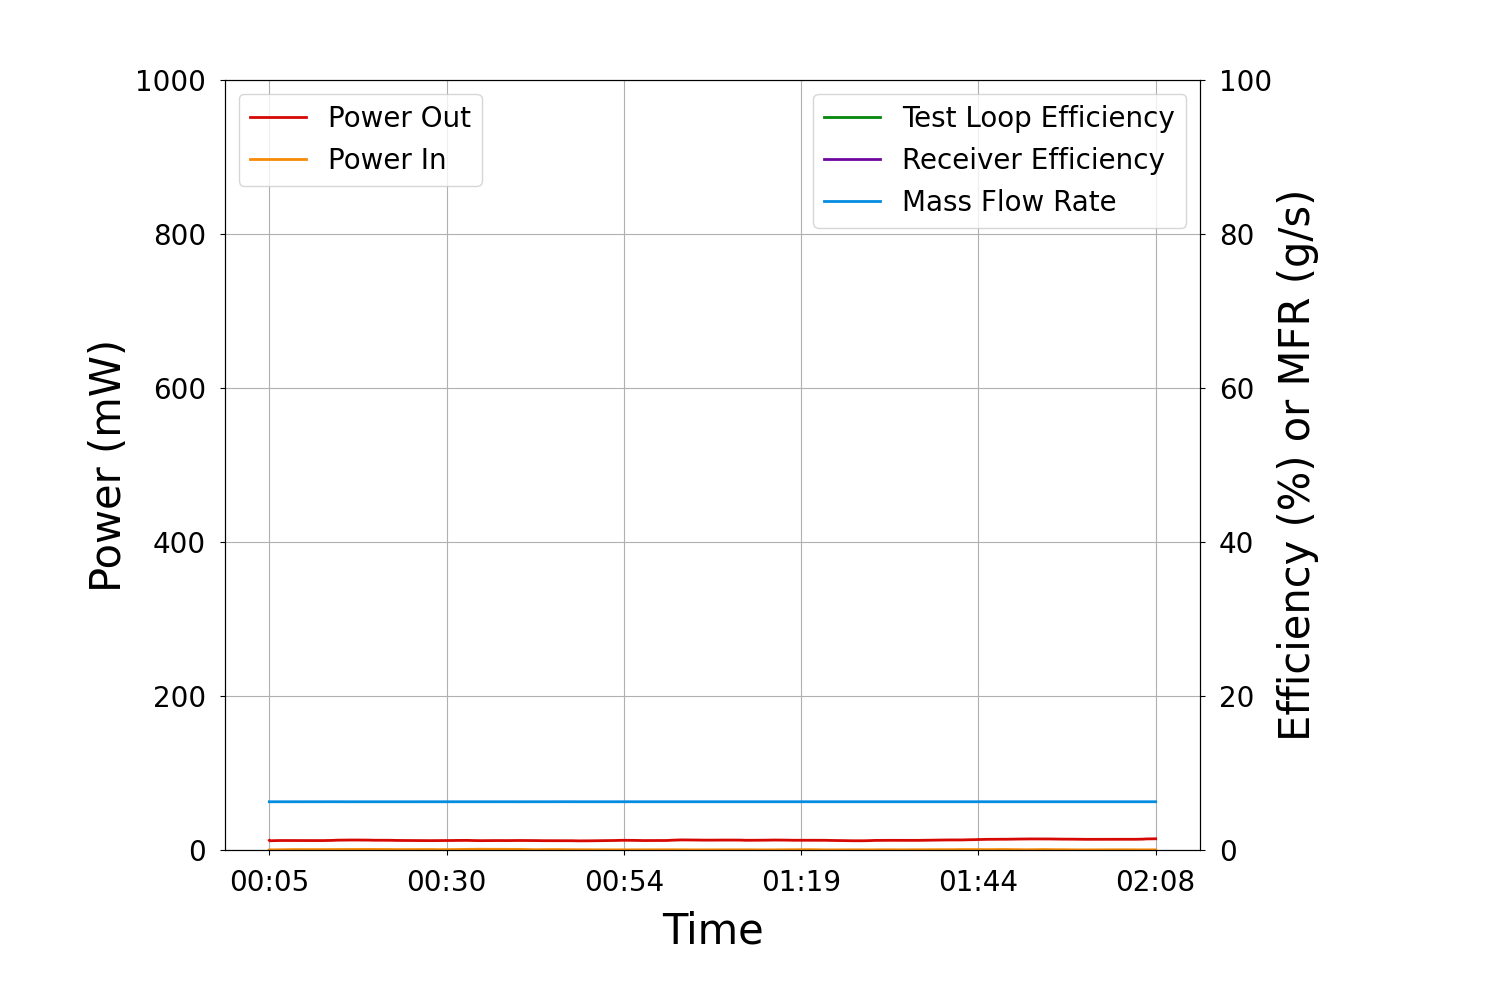 1000
800
600
400
200
0
Power (mW)
Power Out
Power In
Test Loop Efficiency
Receiver Efficiency
Mass Flow Rate
100
80
60
40
20
0
Efficiency (%) or MFR (g/s)
00:05 00:30 00:54 01:19 01:44 02:08
Time